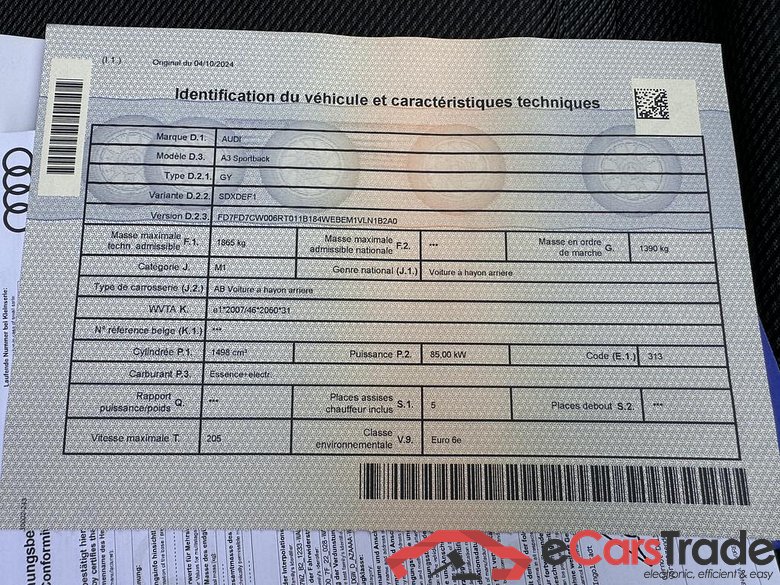 (I.1.) Original du 04/10/2024
Identification du véhicule et caractéristiques techniques
Marque D.1. AUDI
Modèle D.3. A3 Sportback
Type D.2.1. GY
Variante D.2.2. SDXDEF1
Version D.2.3. FD7FD7CW006RT011B184WEBEM1VLN1B2A0
Masse maximale techn. admissible F.1. 1865 kg Masse maximale admissible nationale F.2. *** Masse en ordre de marche G. 1390 kg
Catégorie J. M1 Genre national (J.1.) Voiture à hayon arrière
Type de carrosserie (J.2.) AB Voiture à hayon arrière
WVTA K. e1*2007/46*2060*31
N° référence belge (K.1.) ***
Cylindrée P.1. 1498 cm³ Puissance P.2. 85,00 kW Code (E.1.) 313
Carburant P.3. Essence+electr.
Rapport puissance/poids Q. *** Places assises chauffeur inclus S.1. 5 Places debout S.2. ***
Vitesse maximale T. 205 Classe environnementale V.9. Euro 6e
Laufende Nummer bei Kleinserie:
eCarsTrade
electronic, efficient & easy